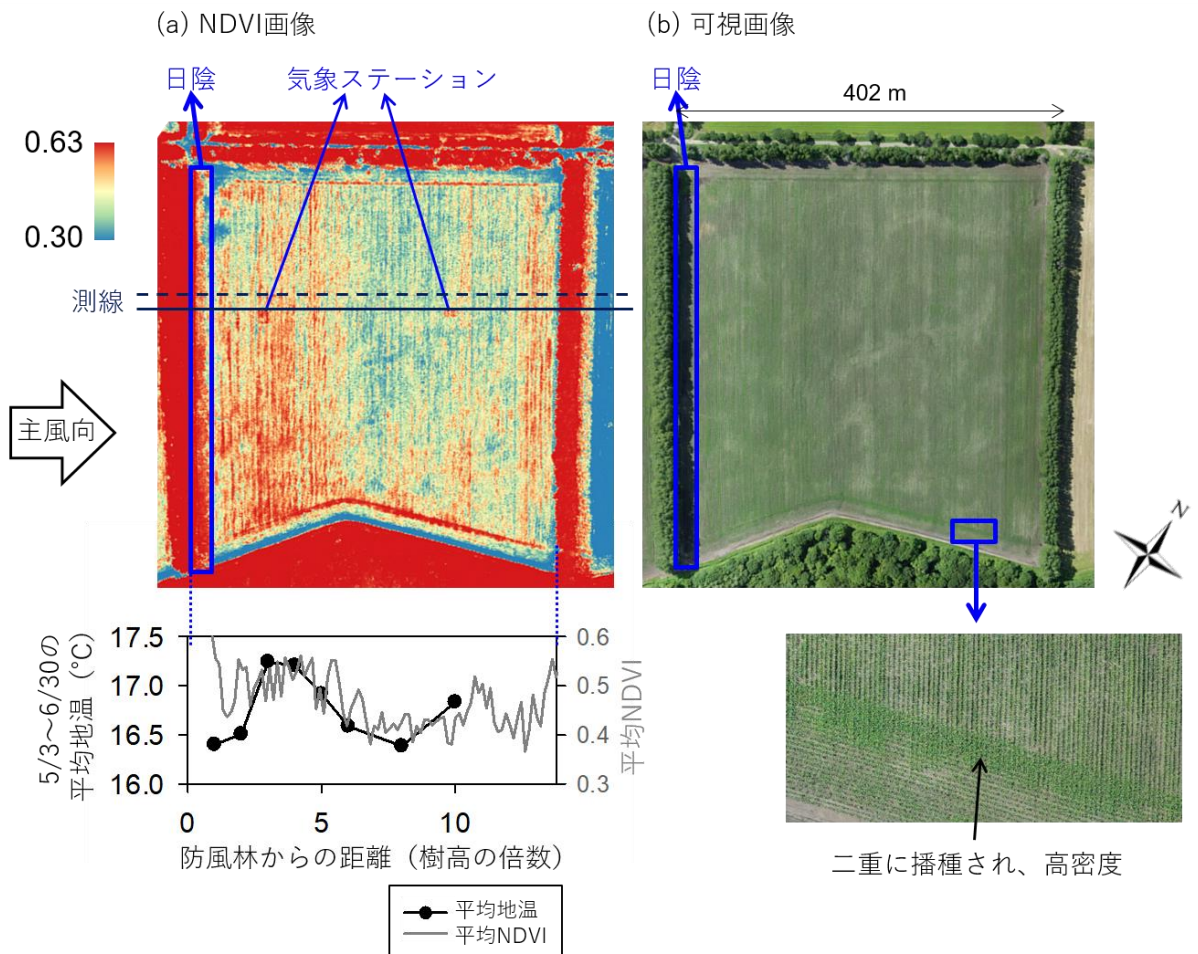 (a) NDVI画像
(b) 可視画像
日陰
気象ステーション
日陰
402 m
0.63
0.30
測線
主風向
N
5/3～6/30の
平均地温（℃）
17.5
17.0
16.5
16.0
0.6
0.5
0.4
0.3
平均NDVI
0
5
10
防風林からの距離（樹高の倍数）
平均地温
平均NDVI
二重に播種され、高密度